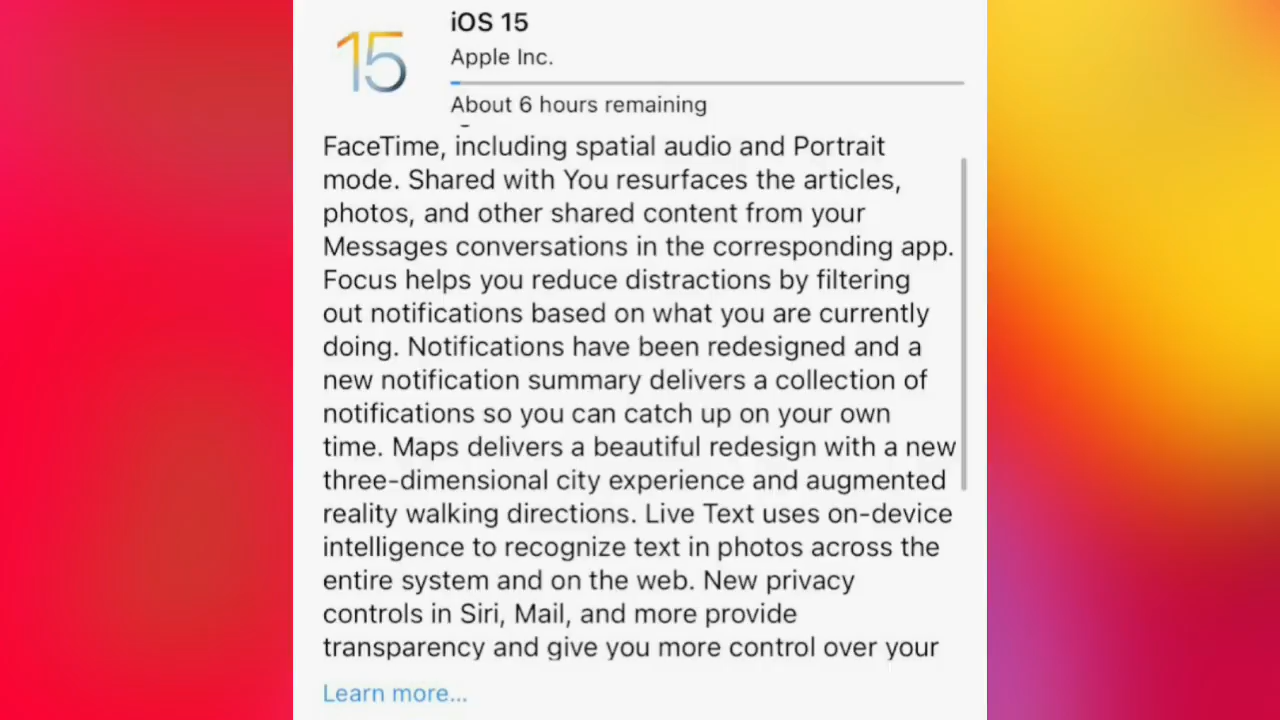 15
iOS 15
Apple Inc.
About 6 hours remaining
FaceTime, including spatial audio and Portrait
mode. Shared with You resurfaces the articles,
photos, and other shared content from your
Messages conversations in the corresponding app.
Focus helps you reduce distractions by filtering
out notifications based on what you are currently
doing. Notifications have been redesigned and a
new notification summary delivers a collection of
notifications so you can catch up on your own
time. Maps delivers a beautiful redesign with a new
three-dimensional city experience and augmented
reality walking directions. Live Text uses on-device
intelligence to recognize text in photos across the
entire system and on the web. New privacy
controls in Siri, Mail, and more provide
transparency and give you more control over your
Learn more...